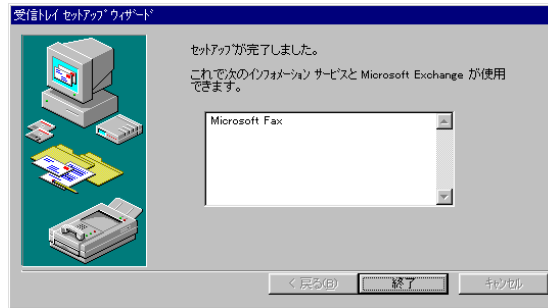 受信トレイ セットアップ ウィザード
セットアップが完了しました。
これで次のインフォメーション サービスと Microsoft Exchange が使用
できます。
Microsoft Fax
< 戻る(B)
終了
キャンセル